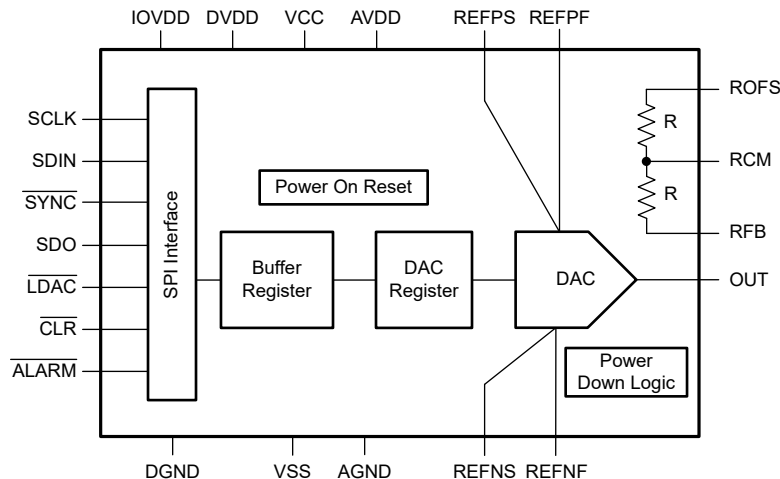 IOVDD DVDD VCC AVDD REFPS REFPF
SCLK
SDIN
SYNC
SDO
LDAC
CLR
ALARM
SPI Interface
Power On Reset
Buffer
Register
DAC
Register
DAC
Power
Down Logic
R
R
ROFS
RCM
RFB
OUT
DGND VSS AGND REFNS REFNF